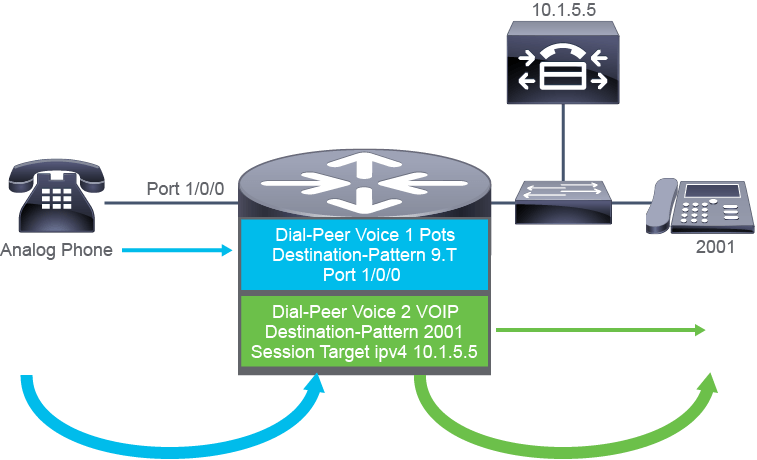 10.1.5.5
Port 1/0/0
Analog Phone
Dial-Peer Voice 1 Pots
Destination-Pattern 9.T
Port 1/0/0
2001
Dial-Peer Voice 2 VOIP
Destination-Pattern 2001
Session Target ipv4 10.1.5.5